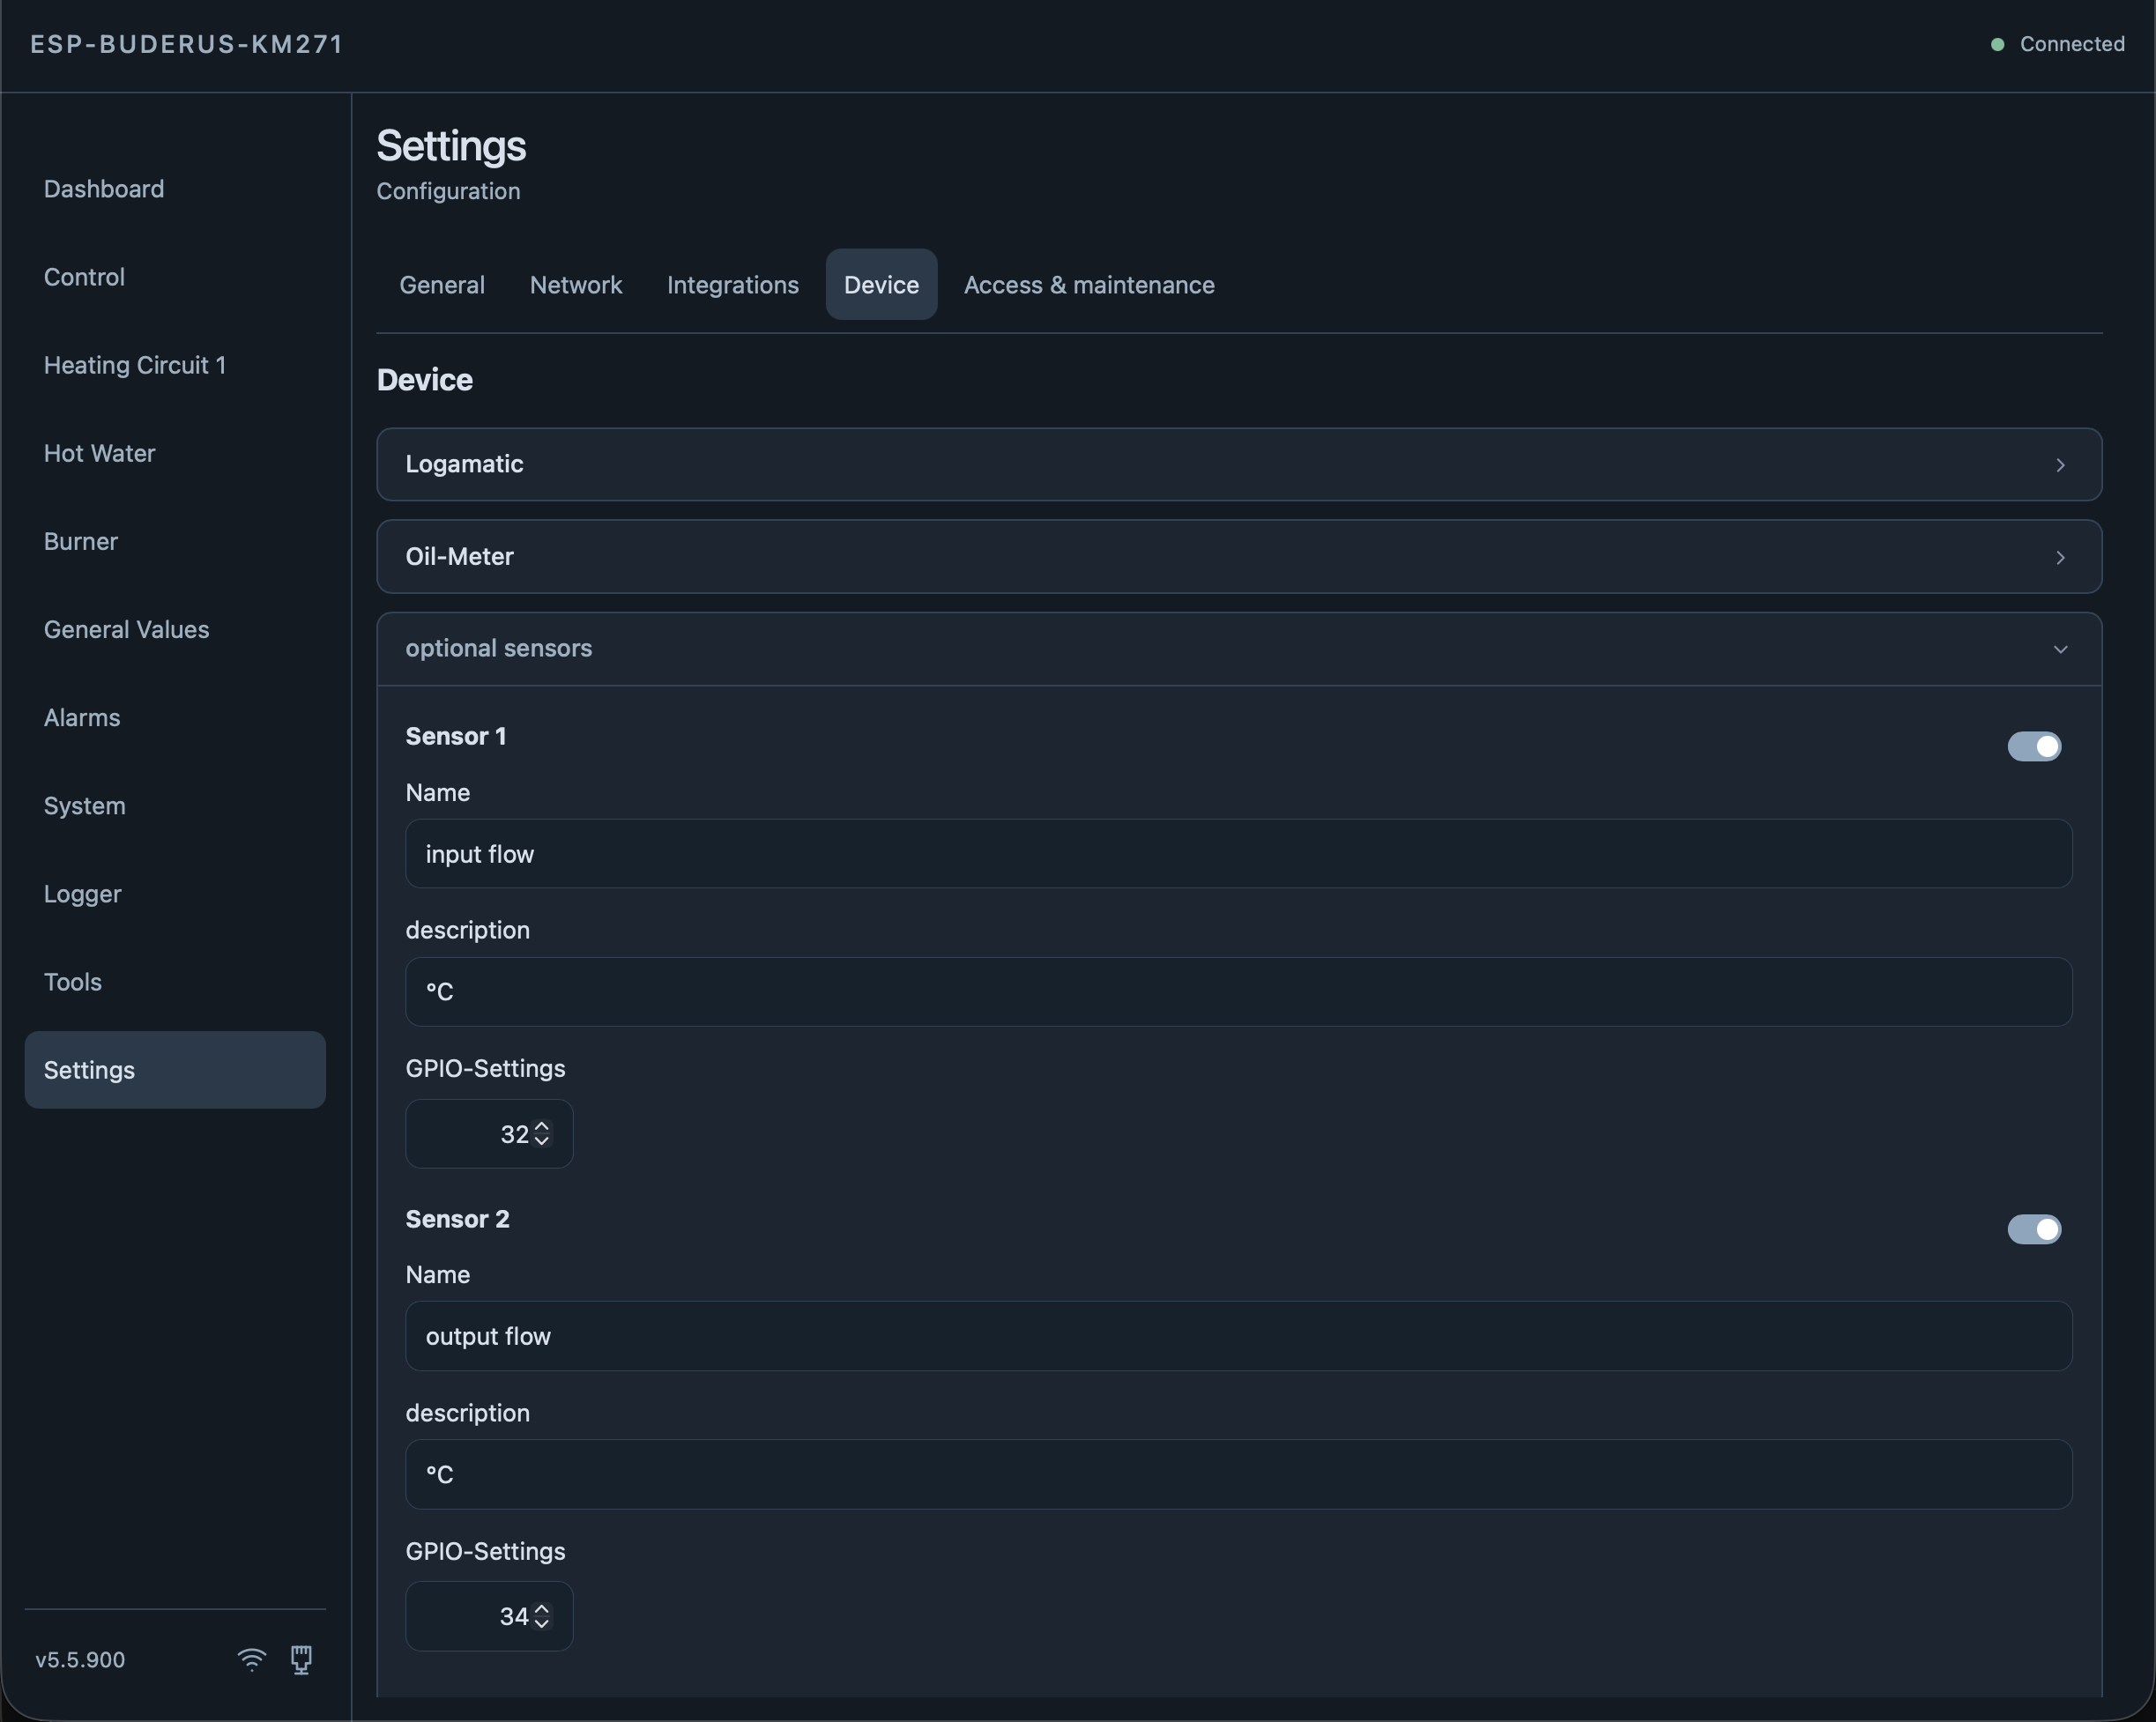 ESP-BUDERUS-KM271
Connected
Dashboard
Control
Heating Circuit 1
Hot Water
Burner
General Values
Alarms
System
Logger
Tools
Settings
v5.5.900
Settings
Configuration
General Network Integrations Device Access & maintenance
Device
Logamatic
Oil-Meter
optional sensors
Sensor 1
Name
input flow
description
°C
GPIO-Settings
32
Sensor 2
Name
output flow
description
°C
GPIO-Settings
34